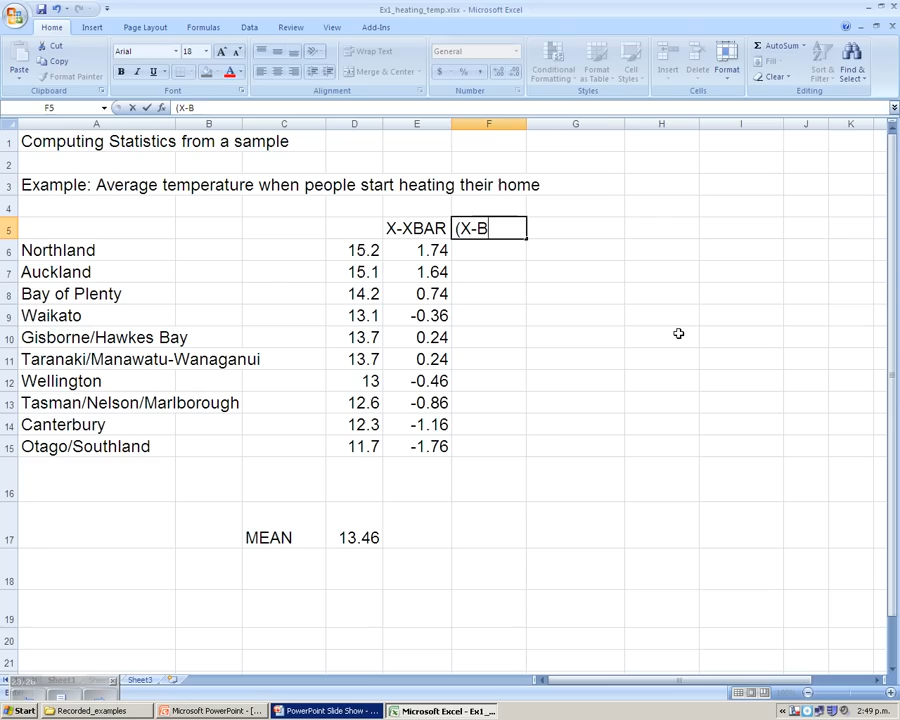 Ex1_heating_temp.xlsx - Microsoft Excel
Home Insert Page Layout Formulas Data Review View Add-Ins
Cut Arial 18 Wrap Text General AutoSum
Copy
Paste Format Painter Merge & Center Conditional Formatting Format as Table Cell Styles Insert Delete Format Fill Clear Sort & Filter Find & Select
Clipboard Font Alignment Number Styles Cells Editing
F5 (X-B
A B C D E F G H I J K
1 Computing Statistics from a sample
2
3 Example: Average temperature when people start heating their home
4
5 X-XBAR (X-B
6 Northland 15.2 1.74
7 Auckland 15.1 1.64
8 Bay of Plenty 14.2 0.74
9 Waikato 13.1 -0.36
10 Gisborne/Hawkes Bay 13.7 0.24
11 Taranaki/Manawatu-Wanaganui 13.7 0.24
12 Wellington 13 -0.46
13 Tasman/Nelson/Marlborough 12.6 -0.86
14 Canterbury 12.3 -1.16
15 Otago/Southland 11.7 -1.76
16
17 MEAN 13.46
18
19
20
21
Sheet3
Start Recorded_examples Microsoft PowerPoint - [... PowerPoint Slide Show - ... Microsoft Excel - Ex1_... 2:49 p.m.